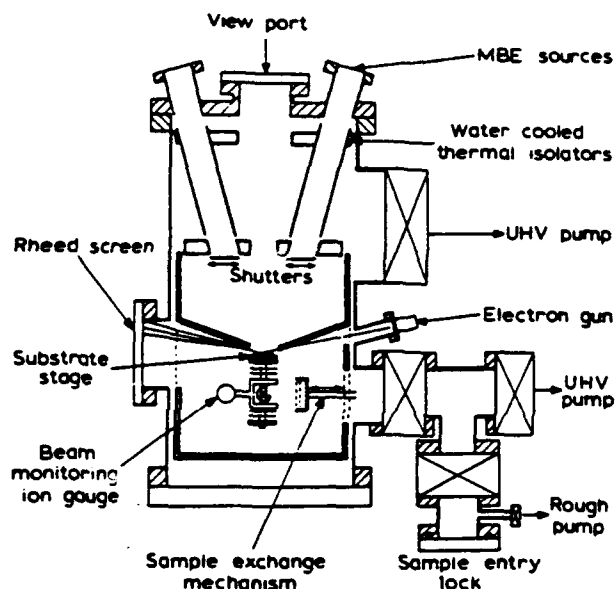 View port
MBE sources
Water cooled
thermal isolators
Rheed screen
UHV pump
Shutters
Electron gun
Substrate
stage
UHV
pump
Beam
monitoring
ion gauge
Rough
pump
Sample exchange
mechanism
Sample entry
lock